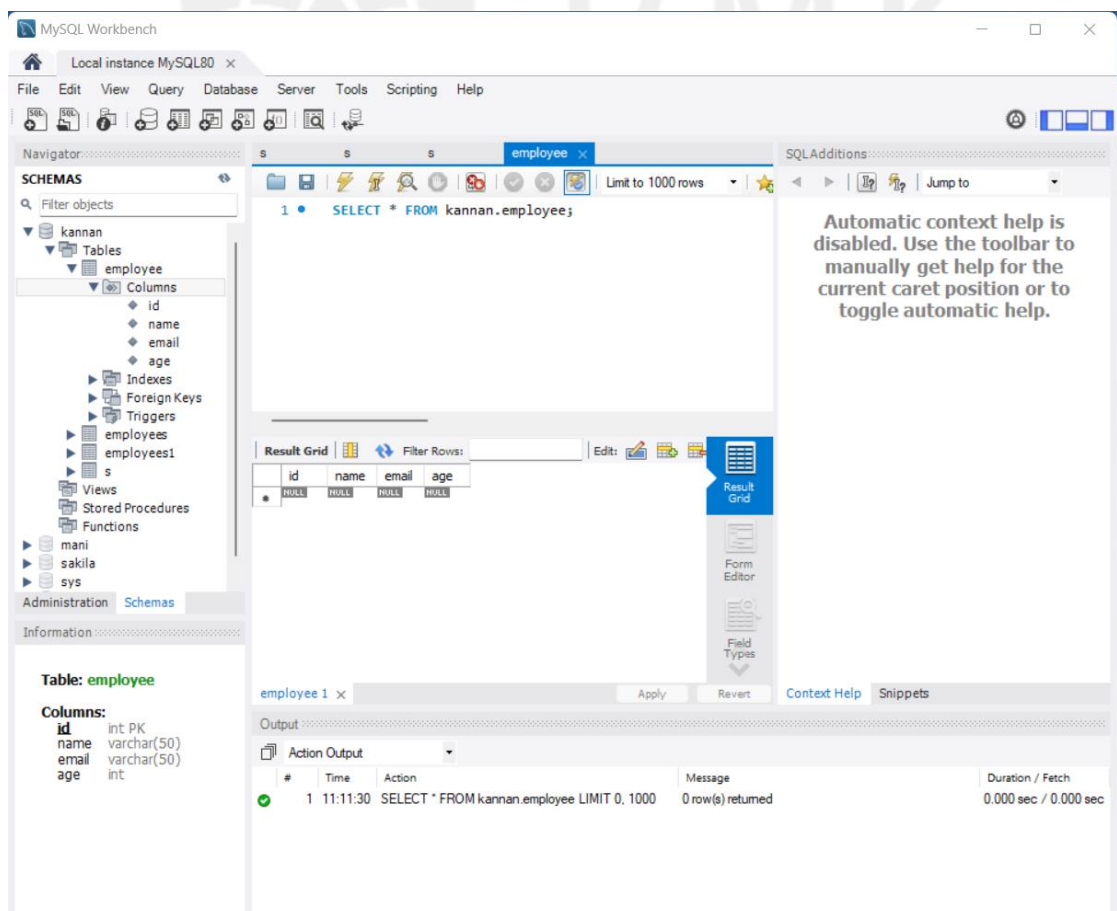 MySQL Workbench
Local instance MySQL80
File Edit View Query Database Server Tools Scripting Help
Navigator
SCHEMAS
Filter objects
kannan
Tables
employee
Columns
id
name
email
age
Indexes
Foreign Keys
Triggers
employees
employees1
s
Views
Stored Procedures
Functions
mani
sakila
sys
Administration Schemas
Information
Table: employee
Columns:
id int PK
name varchar(50)
email varchar(50)
age int
s s s employee
Limit to 1000 rows
1 SELECT * FROM kannan.employee;
Result Grid Filter Rows: Edit:
id name email age
NULL NULL NULL NULL
Result
Grid
Form
Editor
Field
Types
employee 1 Apply Revert
SQLAdditions
Jump to
Automatic context help is
disabled. Use the toolbar to
manually get help for the
current caret position or to
toggle automatic help.
Context Help Snippets
Output
Action Output
# Time Action Message Duration / Fetch
1 11:11:30 SELECT * FROM kannan.employee LIMIT 0, 1000 0 row(s) returned 0.000 sec / 0.000 sec